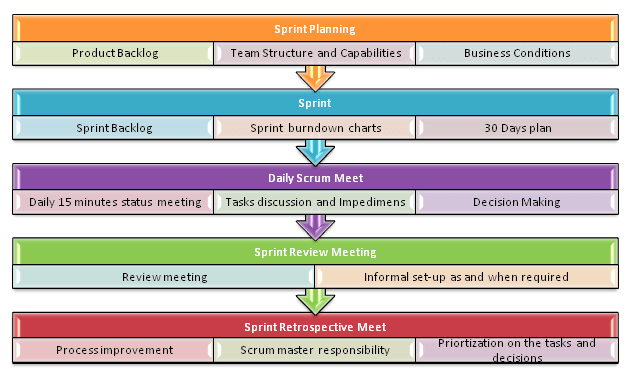 Sprint Planning
Product Backlog
Team Structure and Capabilities
Business Conditions
Sprint
Sprint Backlog
Sprint burndown charts
30 Days plan
Daily Scrum Meet
Daily 15 minutes status meeting
Tasks discussion and Impedimens
Decision Making
Sprint Review Meeting
Review meeting
Informal set-up as and when required
Sprint Retrospective Meet
Process improvement
Scrum master responsibility
Priortization on the tasks and
decisions